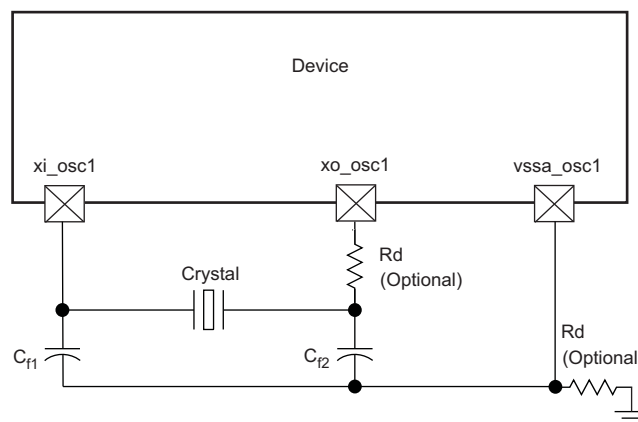 Device
xi_osc1
xo_osc1
vssa_osc1
Rd
(Optional)
Crystal
Rd
(Optional
Cf1
Cf2